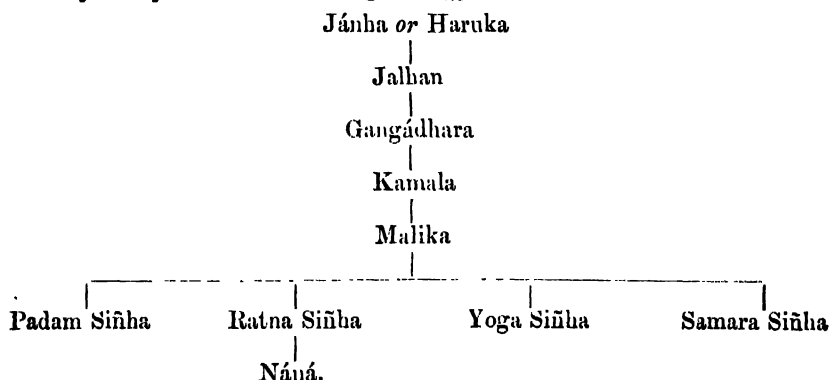 Jánha or Haruka
Jalhan
Gangádhara
Kamala
Malika
Padam Siñha Ratna Siñha Yoga Siñha Samara Siñha
Náná.